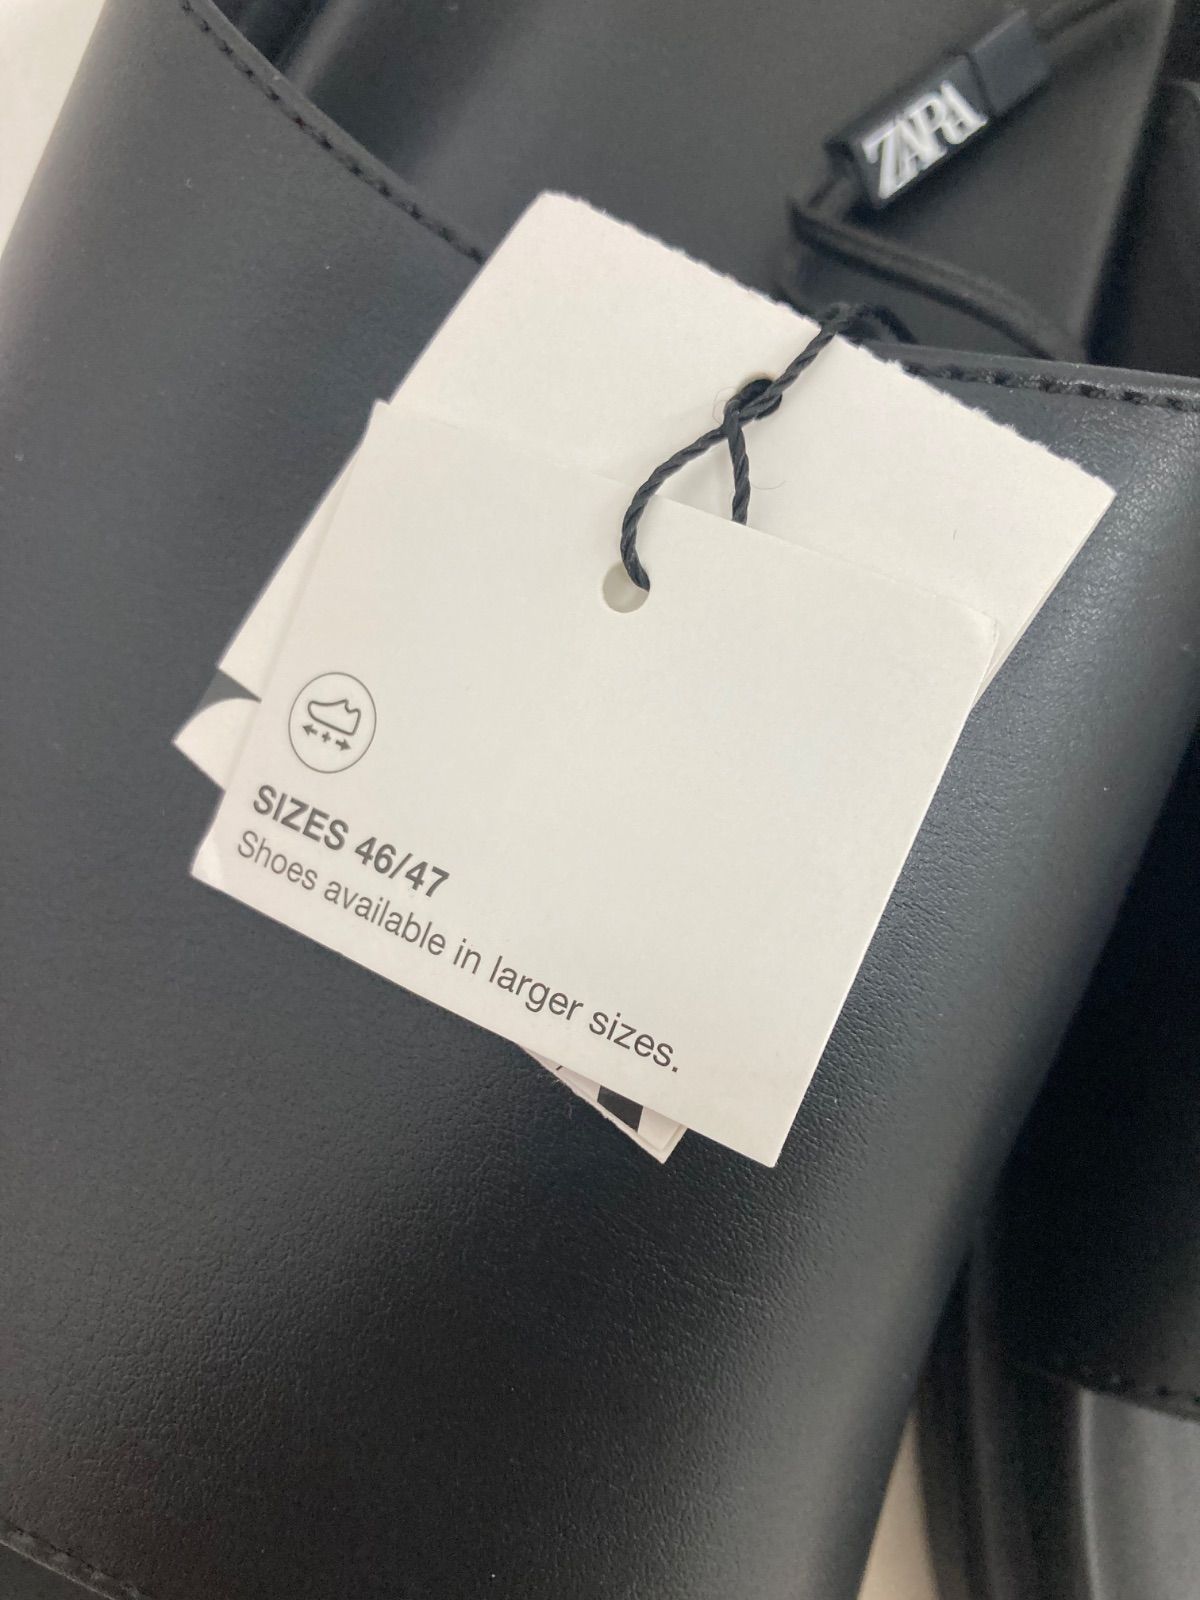 ZARA
SIZES 46/47
Shoes available in larger sizes.